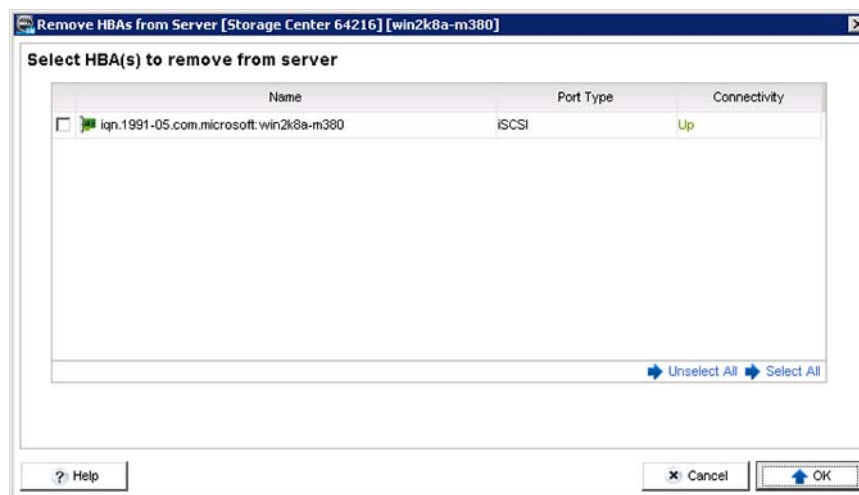 Remove HBAs from Server [Storage Center 64216] [win2k8a-m380]
Select HBA(s) to remove from server
Name Port Type Connectivity
iqn.1991-05.com.microsoft:win2k8a-m380 iSCSI Up
Unselect All Select All
? Help Cancel OK